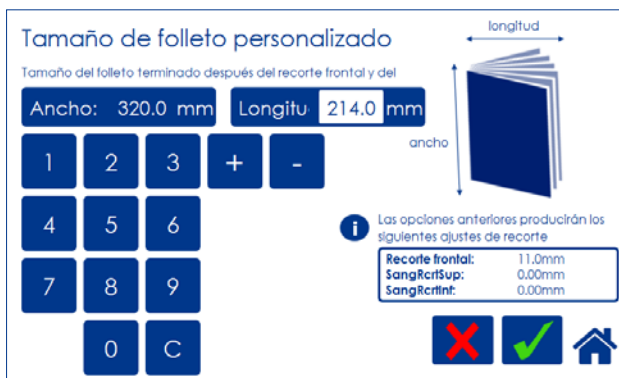 Tamaño de folleto personalizado
Tamaño del folleto terminado después del recorte frontal y del
Ancho: 320.0 mm
Longitu 214.0 mm
1 2 3 + -
4 5 6
7 8 9
0 C
longitud
ancho
Las opciones anteriores producirán los
siguientes ajustes de recorte
Recorte frontal: 11.0mm
SangRcrtSup: 0.00mm
SangRcrtInf: 0.00mm